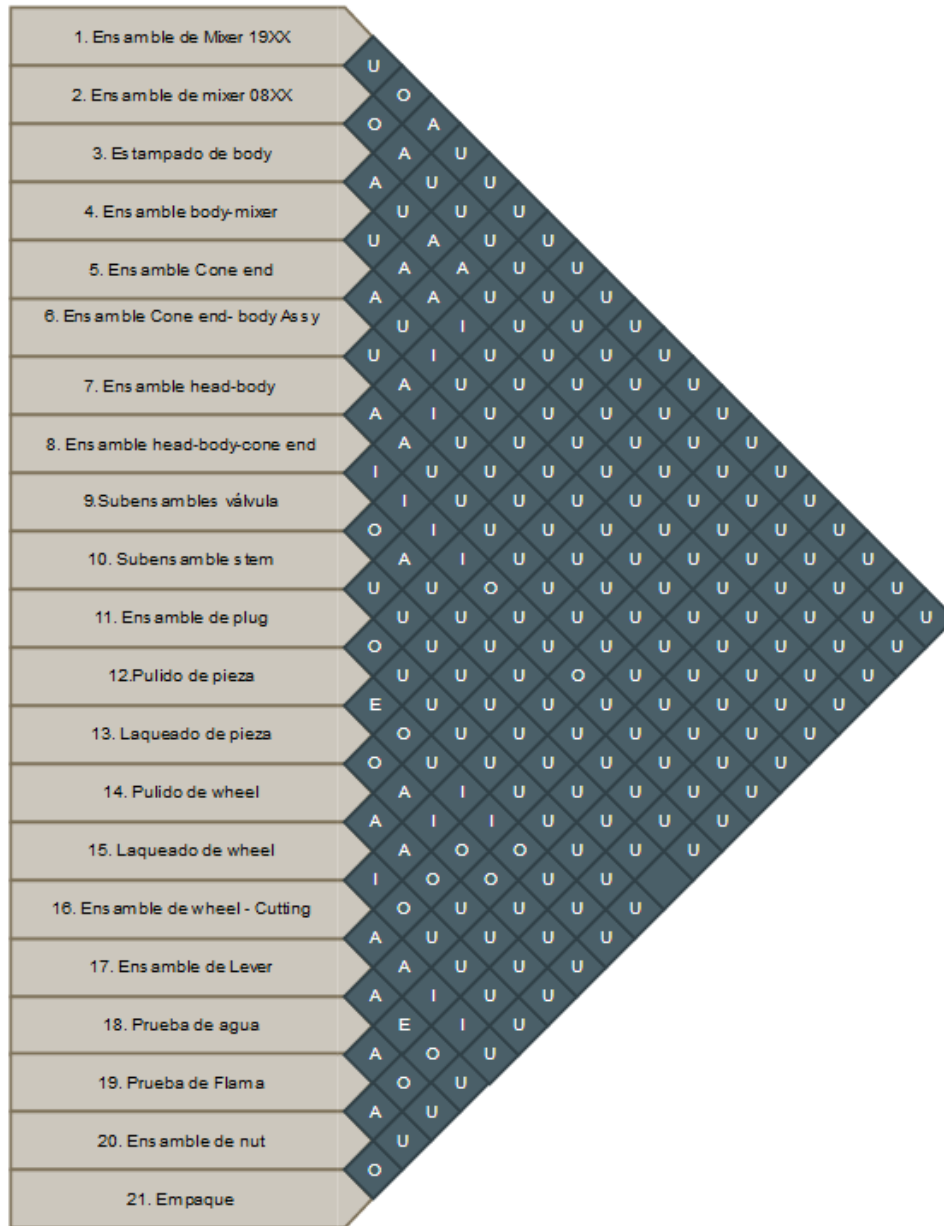 1. Ensamble de Mixer 19XX
U
2. Ensamble de mixer 08XX O
O A
3. Estampado de body A U
A U U
4. Ensamble body-mixer U U U
U A U U
5. Ensamble Cone end A A U U
A A U U U
6. Ensamble Cone end- body Assy U I U U U
U I U U U U
7. Ensamble head-body A U U U U U
A I U U U U U
8. Ensamble head-body-cone end A U U U U U U
I U U U U U U U
9.Subensambles válvula I U U U U U U U
O I U U U U U U U
10. Subensamble stem A I U U U U U U U
U U O U U U U U U U
11. Ensamble de plug U U U U U U U U U U
O U U U U U U U U U
12.Pulido de pieza U U U O U U U U U
E U U U U U U U U
13. Laqueado de pieza O U U U U U U U
O U U U U U U U
14. Pulido de wheel A I U U U U U
A I I U U U U
15. Laqueado de wheel A O O U U U
I O O U U
16. Ensamble de wheel - Cutting O U U U U
A U U U U
17. Ensamble de Lever A U U U
A I U U
18. Prueba de agua E I U
A O U
19. Prueba de Flama O U
A U
20. Ensamble de nut U
O
21. Empaque